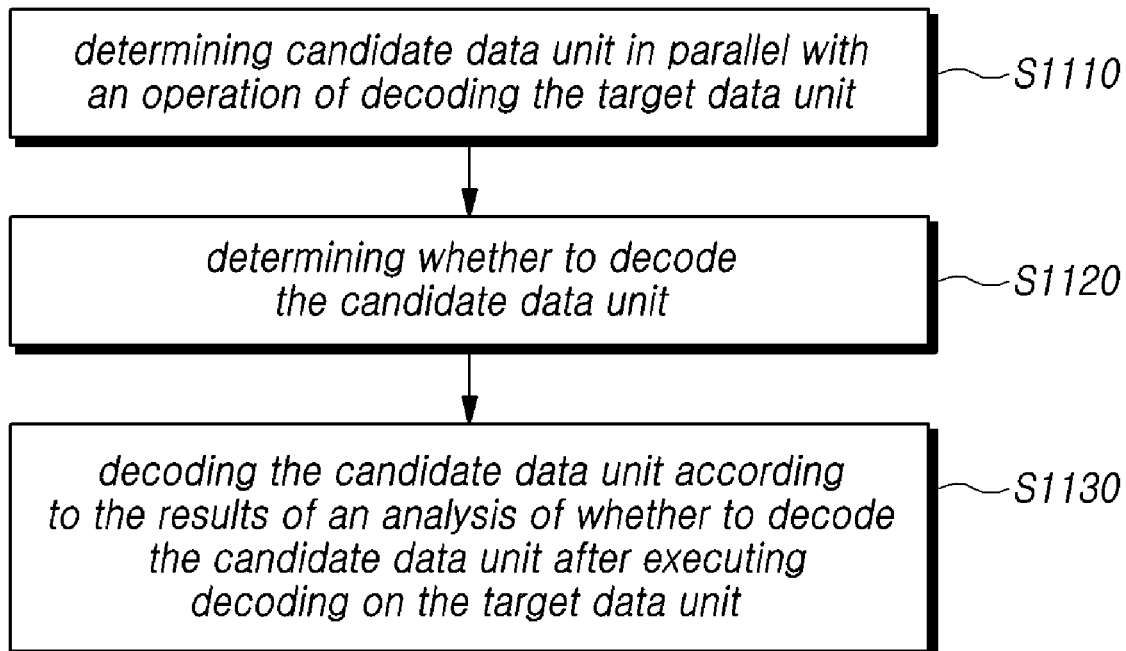 determining candidate data unit in parallel with
an operation of decoding the target data unit
S1110
determining whether to decode
the candidate data unit
S1120
decoding the candidate data unit according
to the results of an analysis of whether to decode
the candidate data unit after executing
decoding on the target data unit
S1130